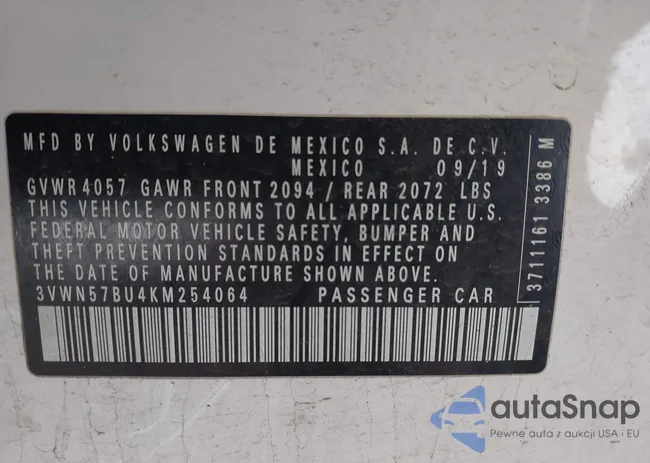 MFD BY VOLKSWAGEN DE MEXICO S.A. DE C.V.
MEXICO 09/19
GVWR 4057 GAWR FRONT 2094 / REAR 2072 LBS
THIS VEHICLE CONFORMS TO ALL APPLICABLE U.S.
FEDERAL MOTOR VEHICLE SAFETY, BUMPER AND
THEFT PREVENTION STANDARDS IN EFFECT ON
THE DATE OF MANUFACTURE SHOWN ABOVE.
3VWN57BU4KM254064 PASSENGER CAR
3711161 3386 M
autaSnap
Pewne auta z aukcji USA i EU